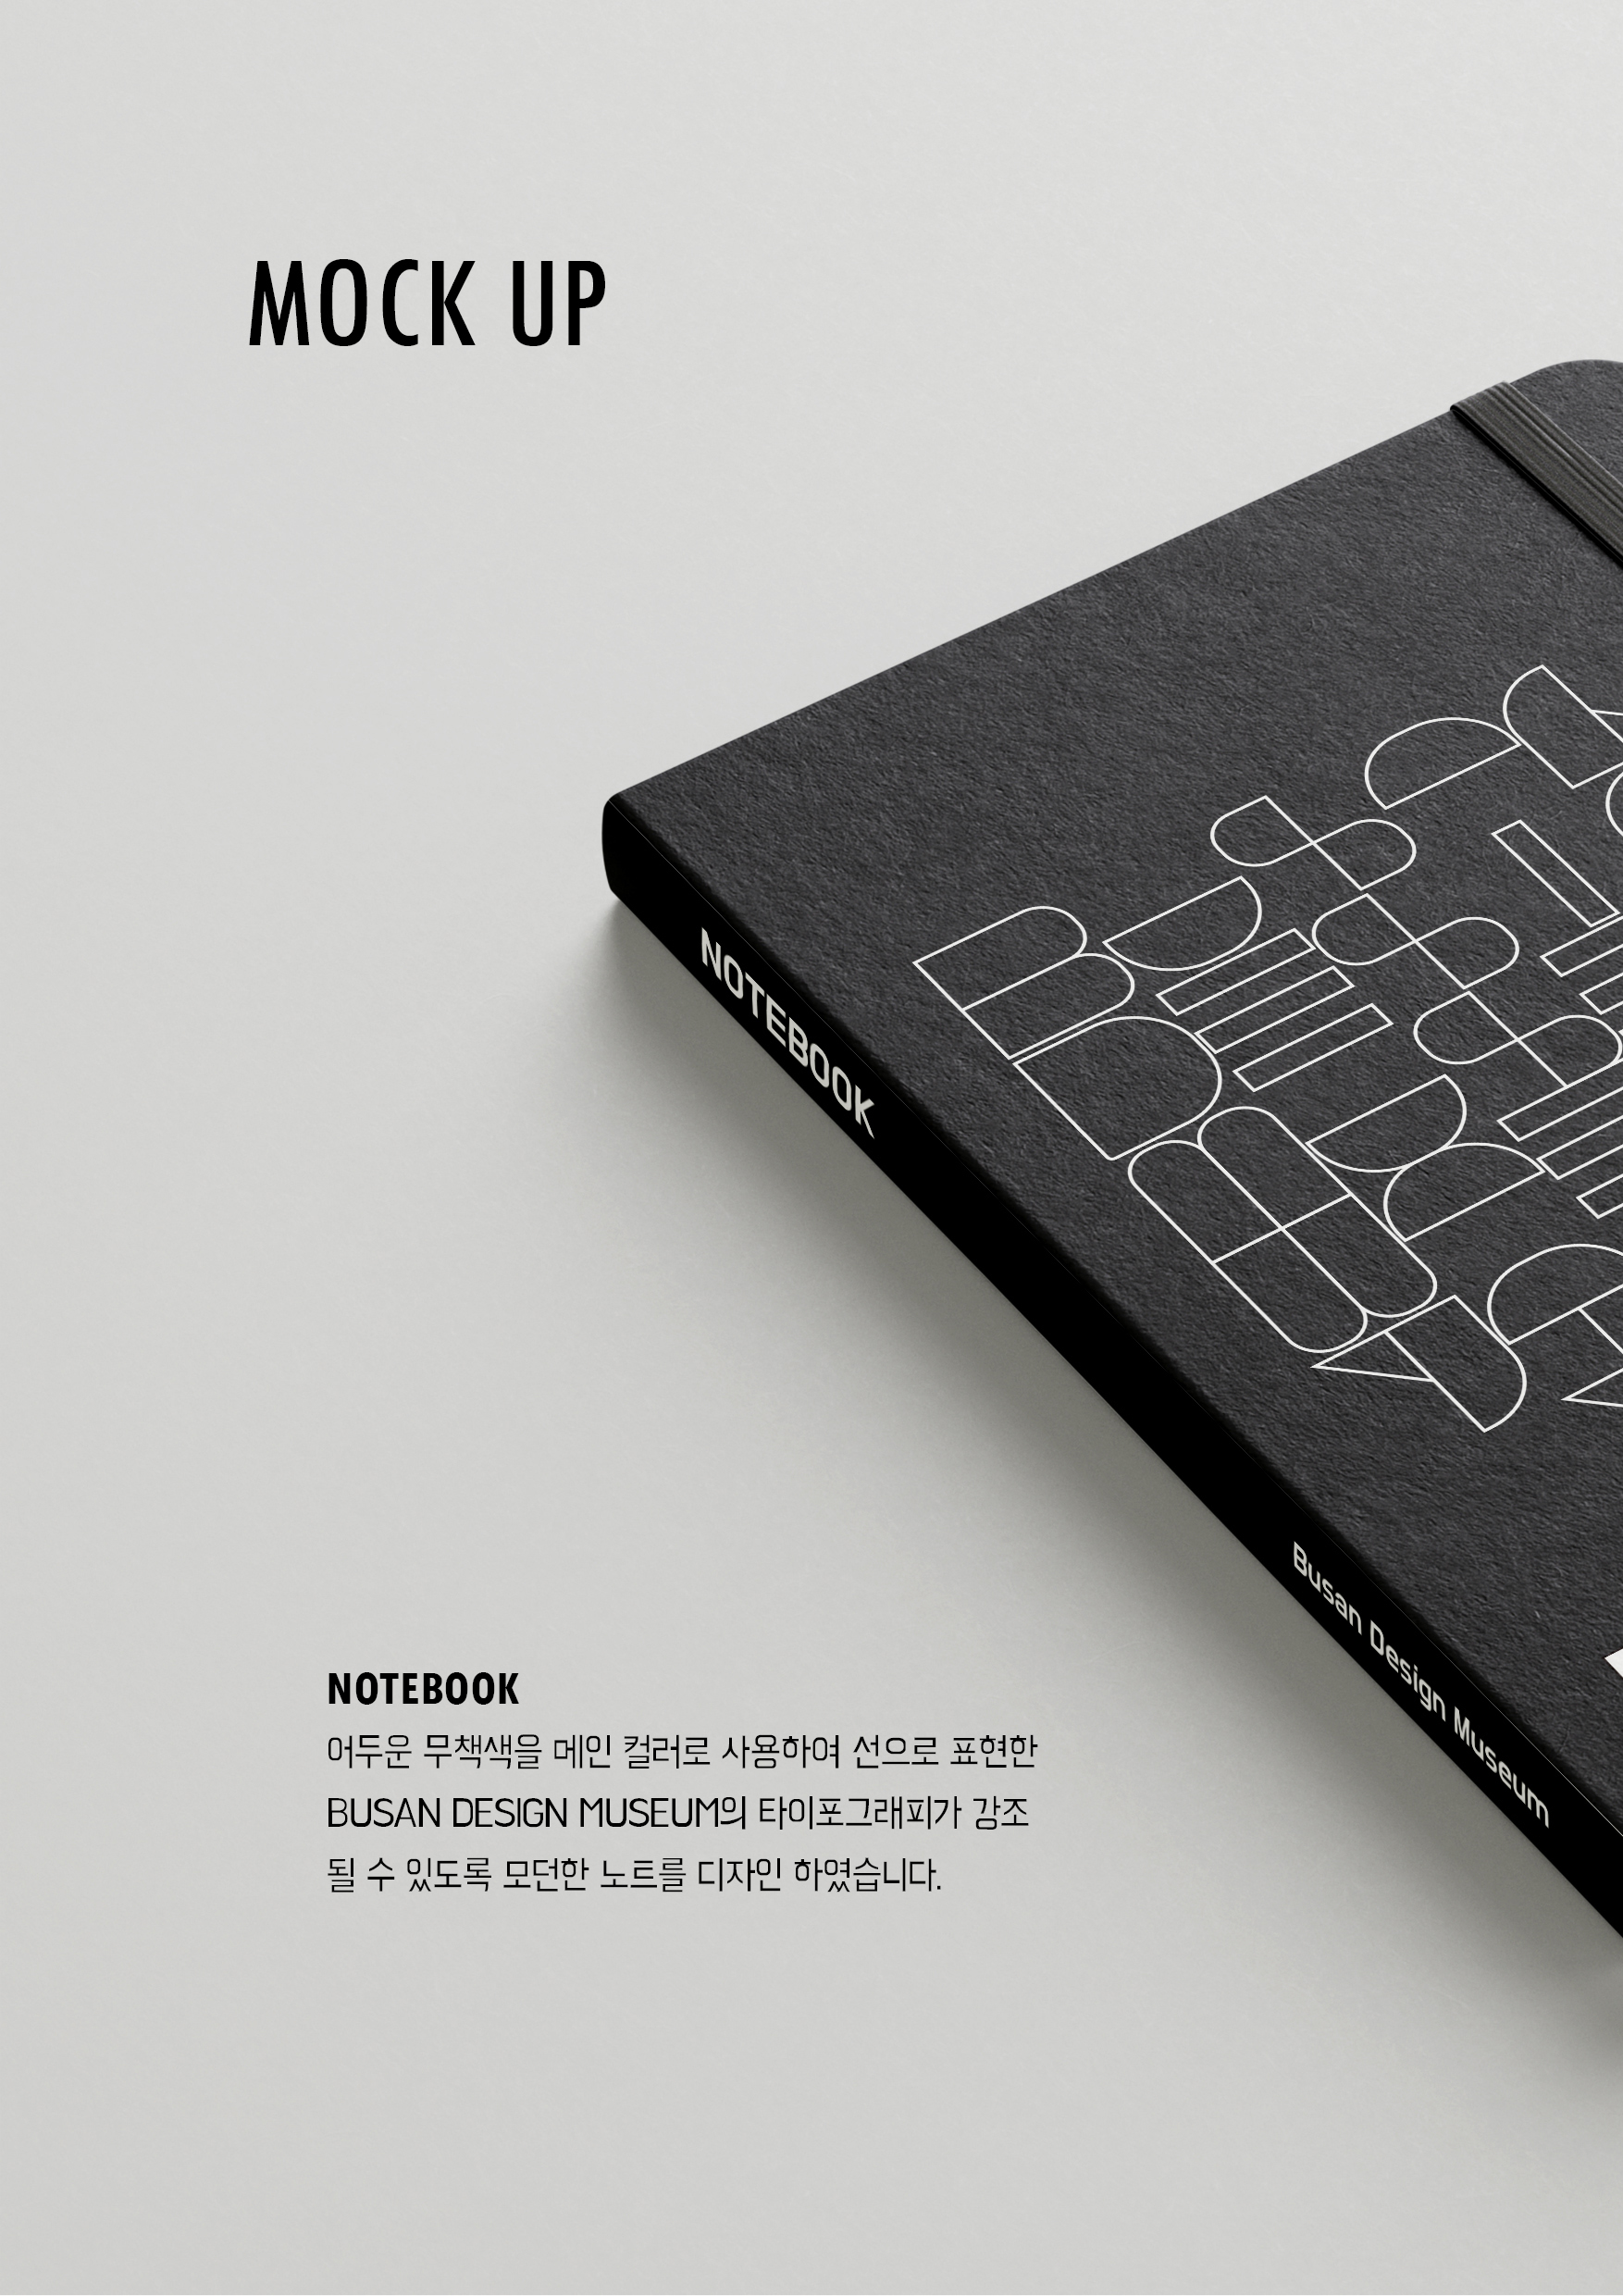 MOCK UP
NOTEBOOK
Busan Design Museum
NOTEBOOK
어두운 무책색을 메인 컬러로 사용하여 선으로 표현한
BUSAN DESIGN MUSEUM의 타이포그래피가 강조
될 수 있도록 모던한 노트를 디자인 하였습니다.